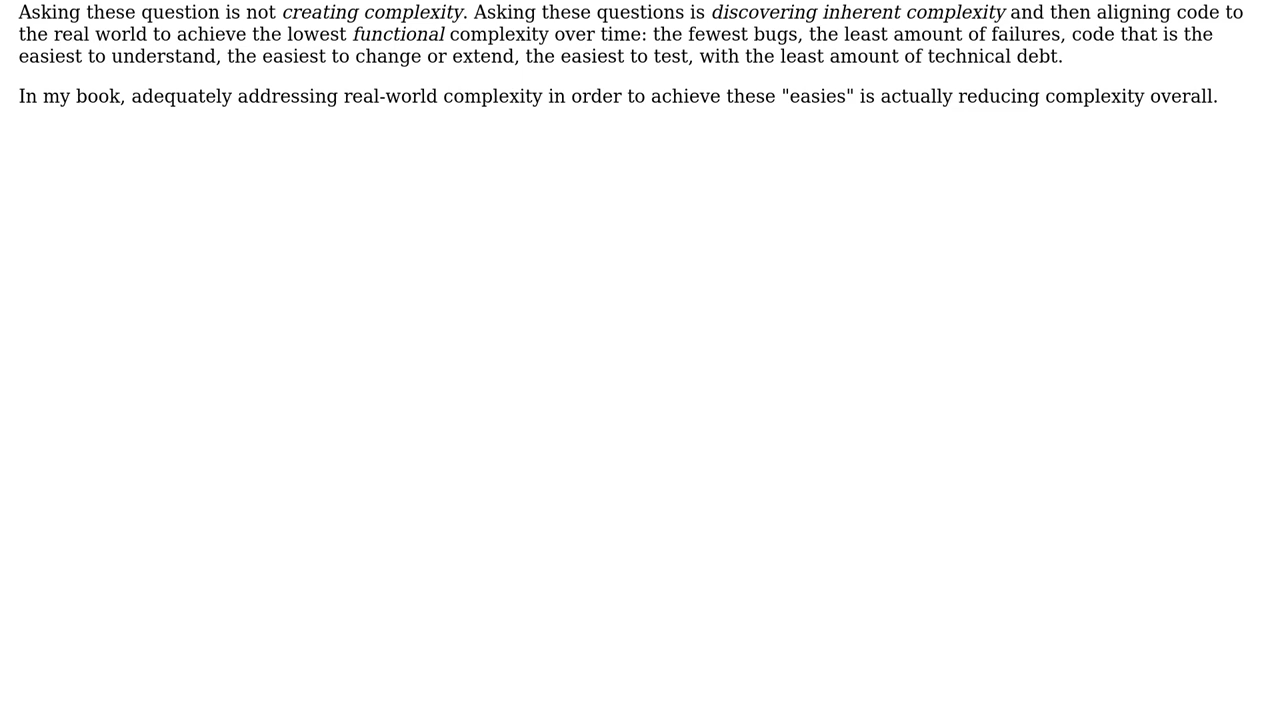 Asking these question is not creating complexity. Asking these questions is discovering inherent complexity and then aligning code to
the real world to achieve the lowest functional complexity over time: the fewest bugs, the least amount of failures, code that is the
easiest to understand, the easiest to change or extend, the easiest to test, with the least amount of technical debt.
In my book, adequately addressing real-world complexity in order to achieve these "easies" is actually reducing complexity overall.